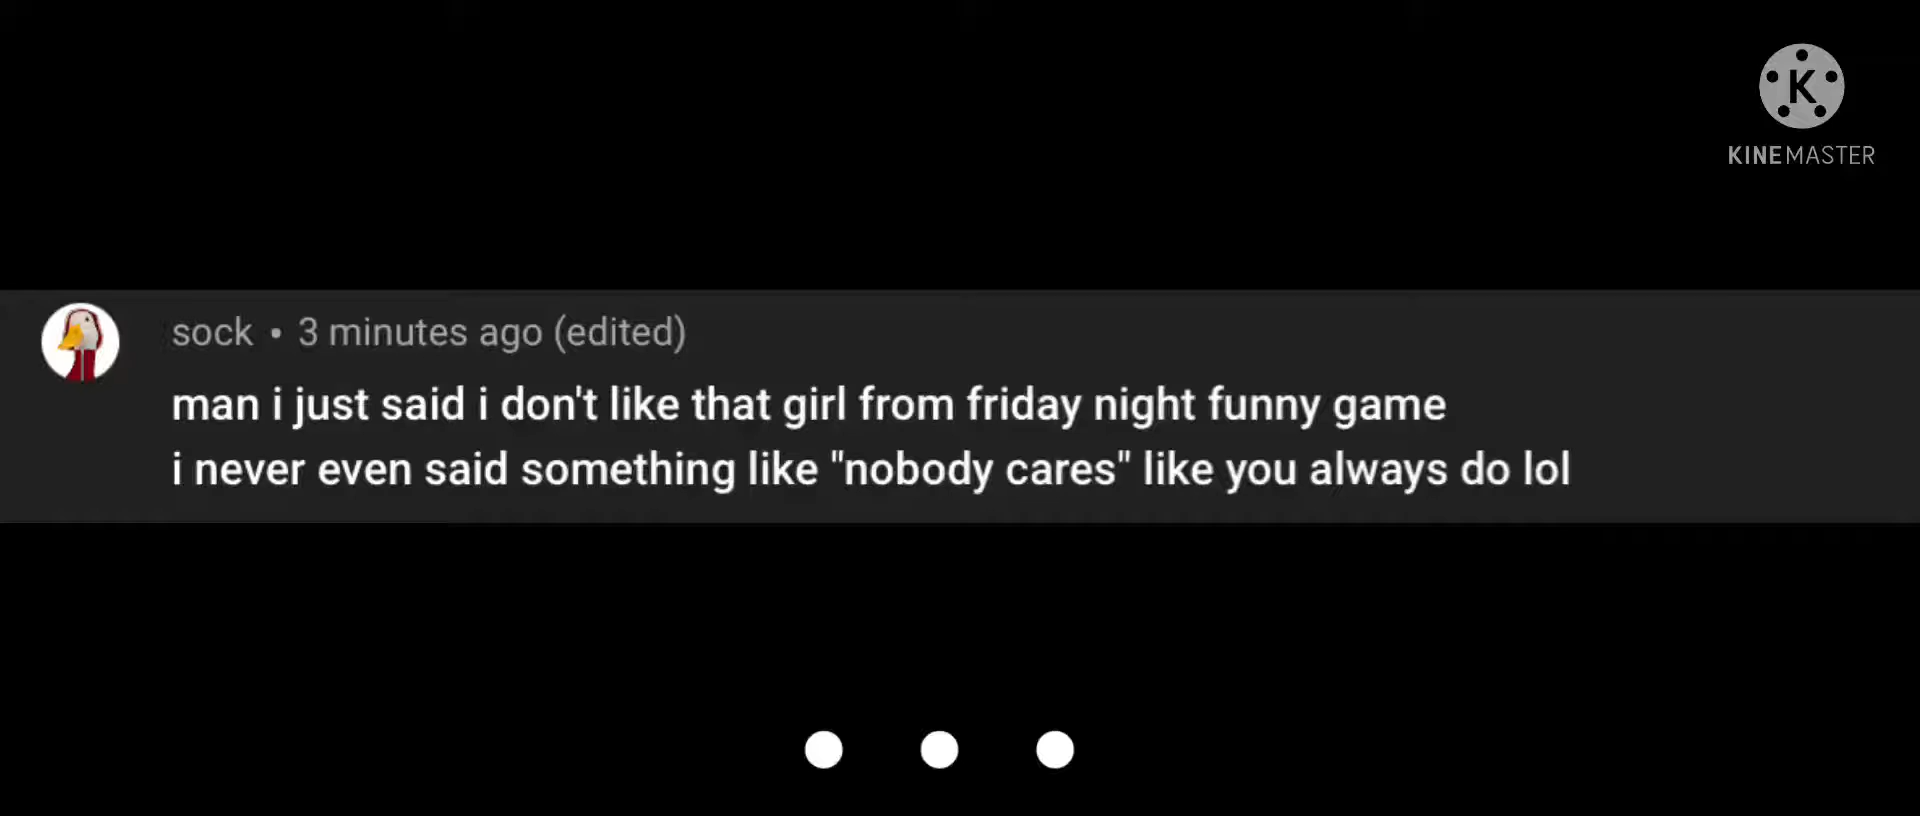 K
KINEMASTER
sock • 3 minutes ago (edited)
man i just said i don't like that girl from friday night funny game
i never even said something like "nobody cares" like you always do lol